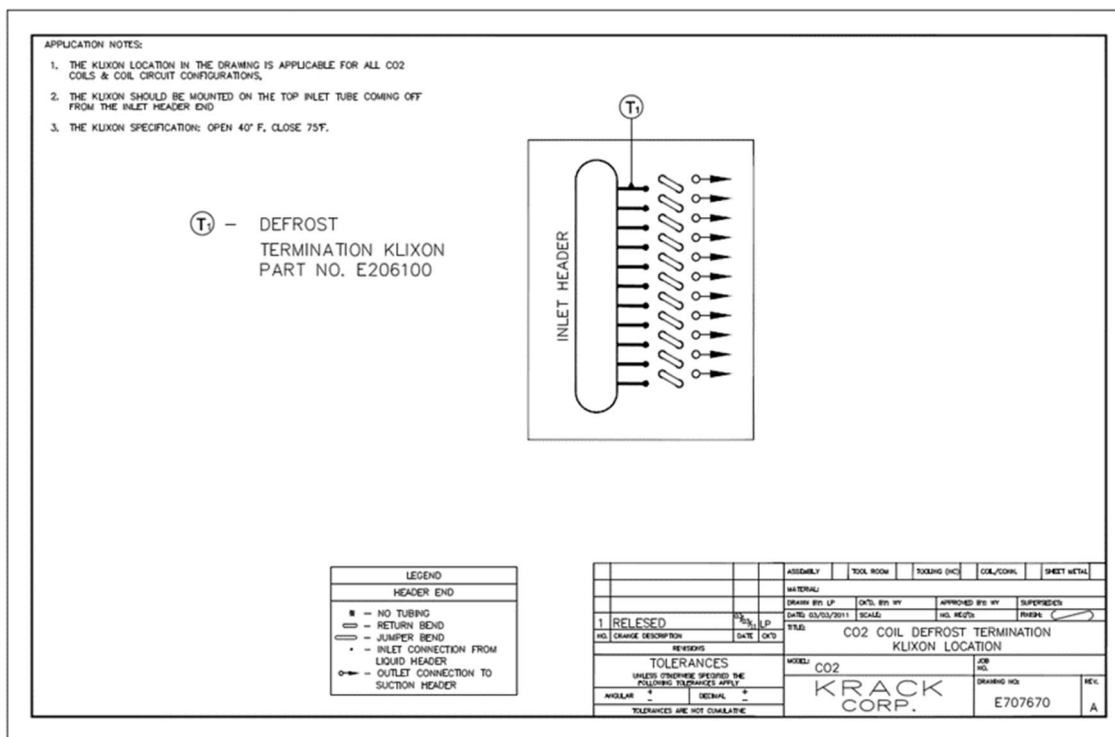 APPLICATION NOTES:
1. THE KLIXON LOCATION IN THE DRAWING IS APPLICABLE FOR ALL CO2
COILS & COIL CIRCUIT CONFIGURATIONS,
2. THE KLIXON SHOULD BE MOUNTED ON THE TOP INLET TUBE COMING OFF
FROM THE INLET HEADER END
3. THE KLIXON SPECIFICATION: OPEN 40° F, CLOSE 75°F.
T1
T1 - DEFROST
TERMINATION KLIXON
PART NO. E206100
INLET HEADER
LEGEND
HEADER END
- NO TUBING
- RETURN BEND
- JUMPER BEND
- INLET CONNECTION FROM
LIQUID HEADER
- OUTLET CONNECTION TO
SUCTION HEADER
1 RELESED LP
NO. CHANGE DESCRIPTION DATE CK'D
REVISIONS
TOLERANCES
UNLESS OTHERWISE SPECIFIED THE
FOLLOWING TOLERANCES APPLY
ANGULAR + - DECIMAL + -
TOLERANCES ARE NOT CUMULATIVE
ASSEMBLY TOOL ROOM TOOLING (NC) COIL/CONN. SHEET METAL
MATERIAL:
DRAWN BY: LP CK'D. BY: WY APPROVED BY: WY SUPERSEDES:
DATE: 03/03/2011 SCALE: NO. REQ'D: FINISH:
TITLE: CO2 COIL DEFROST TERMINATION
KLIXON LOCATION
MODEL: CO2 JOB NO.
KRACK
CORP.
DRAWING NO: E707670
REV. A